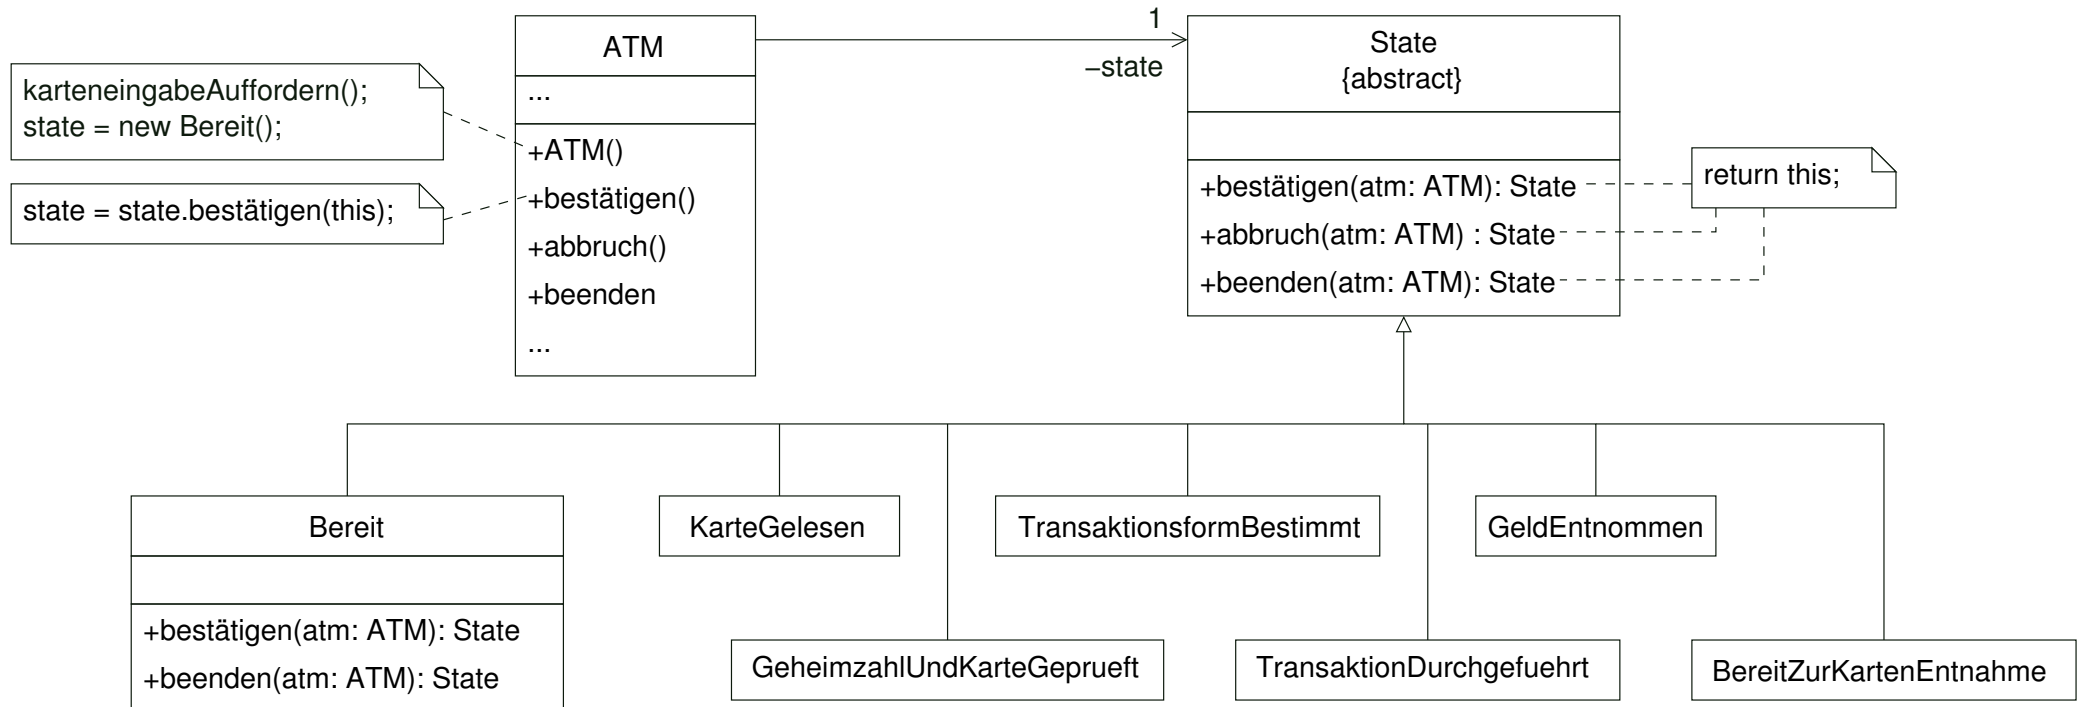 karteneingabeAuffordern();
state = new Bereit();
state = state.bestätigen(this);
ATM
...
+ATM()
+bestätigen()
+abbruch()
+beenden
...
1
–state
State
{abstract}
+bestätigen(atm: ATM): State
+abbruch(atm: ATM) : State
+beenden(atm: ATM): State
return this;
Bereit
+bestätigen(atm: ATM): State
+beenden(atm: ATM): State
KarteGelesen
TransaktionsformBestimmt
GeldEntnommen
GeheimzahlUndKarteGeprueft
TransaktionDurchgefuehrt
BereitZurKartenEntnahme